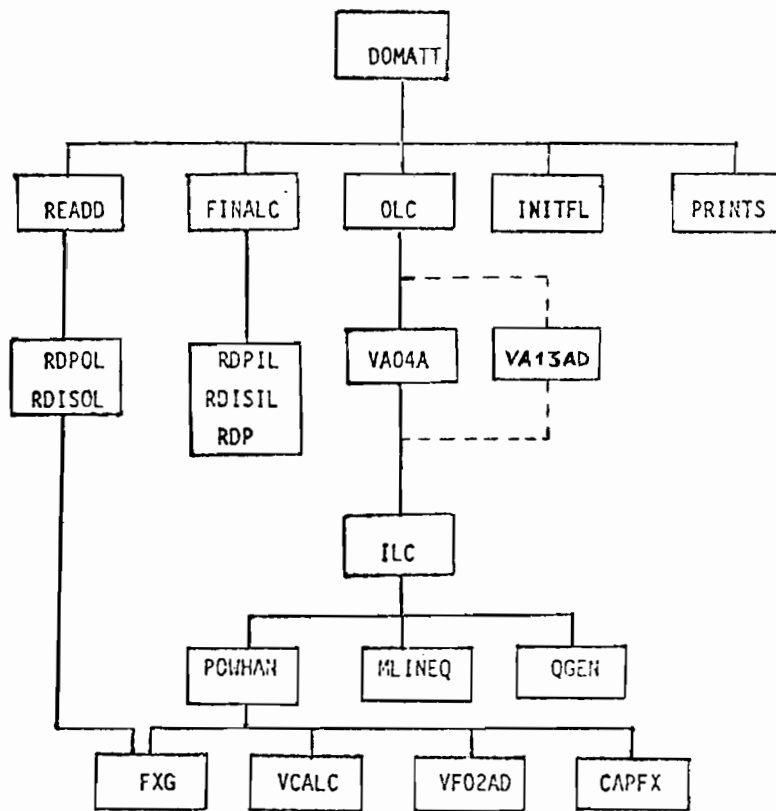 DOMATT
READD FINALC OLC INITFL PRINTS
RDPOL
RDISOL
RDPIL
RDISIL
RDP
VA04A
VA13AD
ILC
POWHAN MLINEQ QGEN
FXG VCALC VF02AD CAPFX